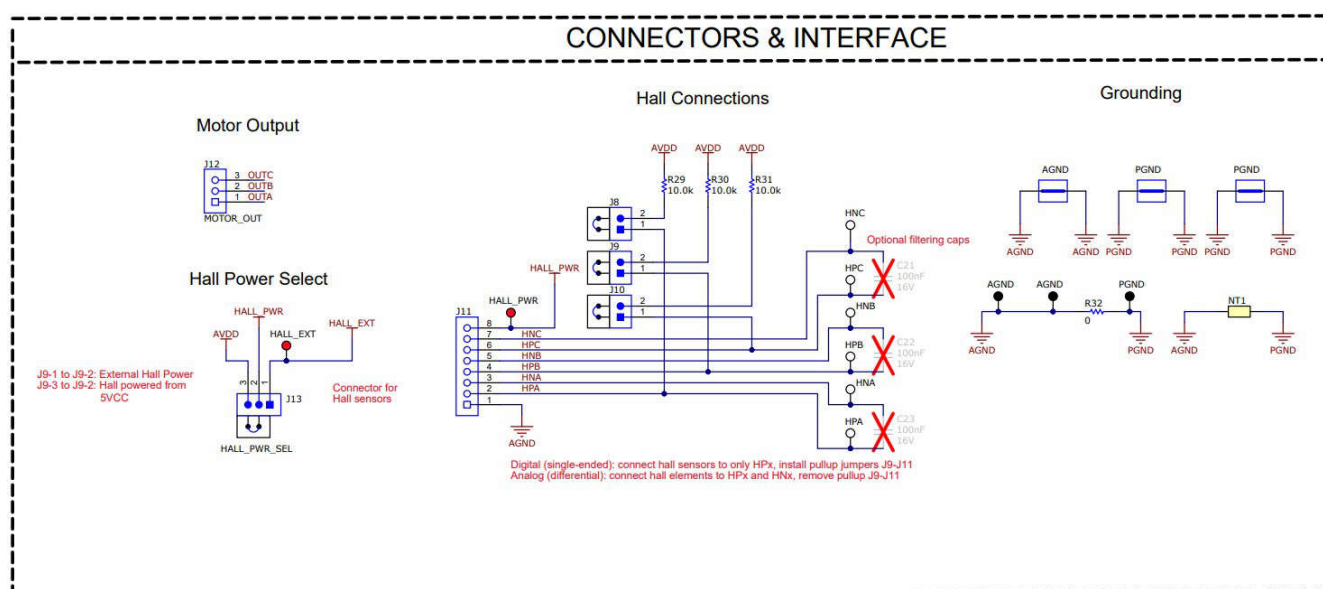 CONNECTORS & INTERFACE
Motor Output
J12
3 OUTC
2 OUTB
1 OUTA
MOTOR_OUT
Hall Power Select
HALL_PWR
AVDD
HALL_EXT
HALL_EXT
3
2
1
J13
HALL_PWR_SEL
J9-1 to J9-2: External Hall Power
J9-3 to J9-2: Hall powered from
5VCC
Connector for
Hall sensors
Hall Connections
AVDD AVDD AVDD
R29
10.0k
R30
10.0k
R31
10.0k
J8
2
1
J9
2
1
J10
2
1
HALL_PWR
HALL_PWR
J11
8
7 HNC
6 HPC
5 HNB
4 HPB
3 HNA
2 HPA
1
AGND
HNC
HPC
HNB
HPB
HNA
HPA
Optional filtering caps
C21
100nF
16V
C22
100nF
16V
C23
100nF
16V
Digital (single-ended): connect hall sensors to only HPx, install pullup jumpers J9-J11
Analog (differential): connect hall elements to HPx and HNx, remove pullup J9-J11
Grounding
AGND
PGND
PGND
AGND AGND PGND PGND PGND PGND
AGND AGND PGND
R32
0
NT1
AGND PGND AGND PGND